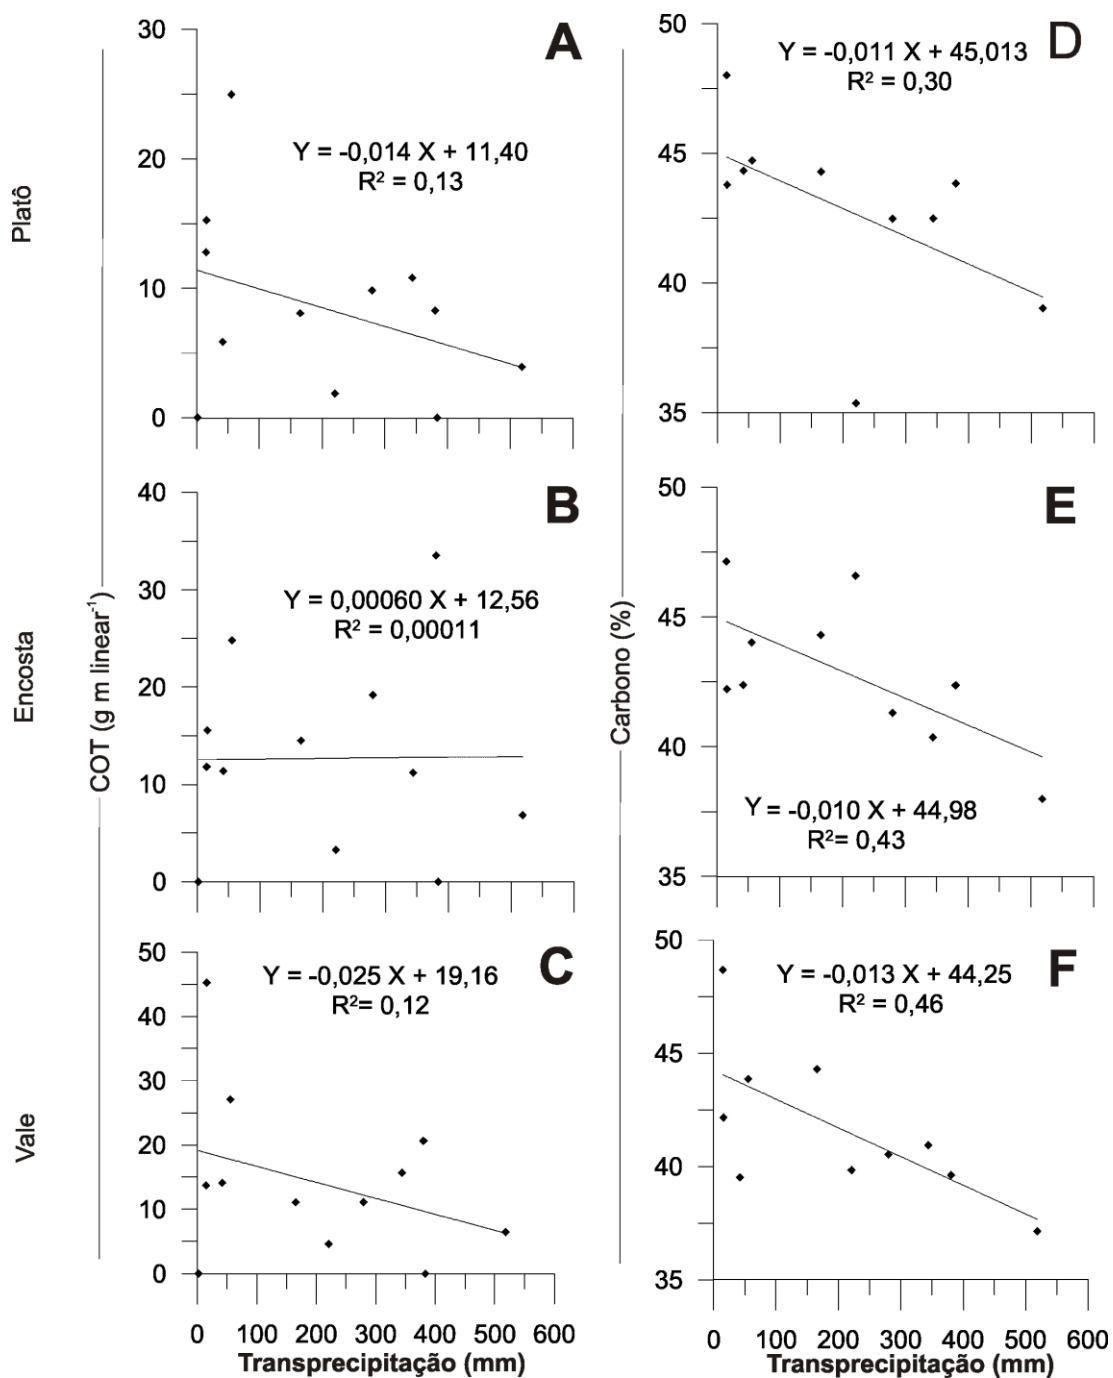 A
Y = -0,014 X + 11,40
R² = 0,13
30
20
10
0
D
Y = -0,011 X + 45,013
R² = 0,30
50
45
40
35
Platô
B
Y = 0,00060 X + 12,56
R² = 0,00011
40
30
20
10
0
E
Y = -0,010 X + 44,98
R²= 0,43
50
45
40
35
Encosta
COT (g m linear⁻¹)
Carbono (%)
C
Y = -0,025 X + 19,16
R²= 0,12
50
40
30
20
10
0
F
Y = -0,013 X + 44,25
R² = 0,46
50
45
40
35
Vale
0 100 200 300 400 500 600
Transprecipitação (mm)
0 100 200 300 400 500 600
Transprecipitação (mm)